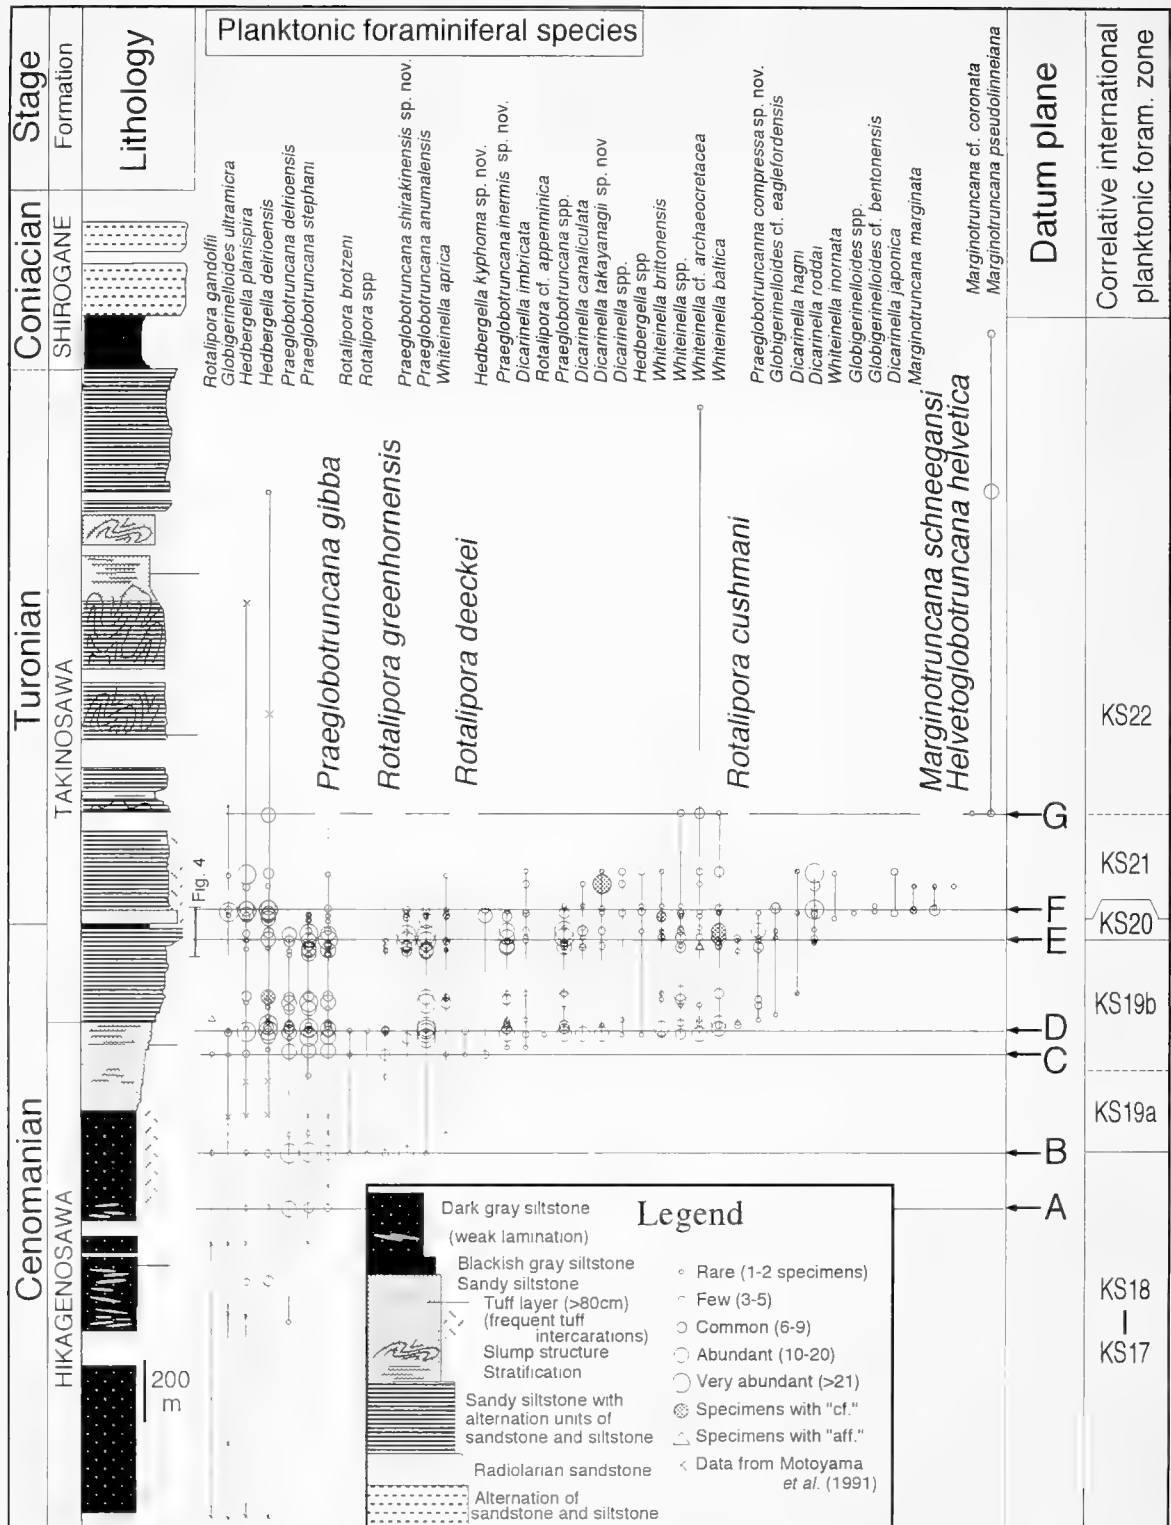 Planktonic foraminiferal species
Stage
Formation
Lithology
Datum plane
Correlative international
planktonic foram. zone
Coniacian
Turonian
Cenomanian
SHIROGANE
TAKINOSAWA
HIKAGENOSAWA
Rotalipora gandolfii
Globigerinelloides ultramicra
Hedbergella planispira
Hedbergella delrioensis
Praeglobotruncana delrioensis
Praeglobotruncana stephani
Praeglobotruncana gibba
Rotalipora brotzeni
Rotalipora spp
Rotalipora greenhornensis
Praeglobotruncana shirakinensis sp. nov.
Praeglobotruncana anumalensis
Whiteinella aprica
Rotalipora deeckei
Hedbergella kyphoma sp. nov.
Praeglobotruncana inermis sp. nov.
Dicarinella imbricata
Rotalipora cf. appenninica
Praeglobotruncana spp.
Dicarinella canaliculata
Dicarinella takayanagii sp. nov
Dicarinella spp.
Hedbergella spp
Whiteinella brittonensis
Whiteinella spp.
Whiteinella cf. archaeocretacea
Whiteinella baltica
Rotalipora cushmani
Praeglobotruncanna compressa sp. nov.
Globigerinelloides cf. eaglefordensis
Dicarinella hagni
Dicarinella roddai
Whiteinella inornata
Globigerinelloides spp.
Globigerinelloides cf. bentonensis
Dicarinella japonica
Marginotruncana marginata
Marginotruncana schneegansi
Helvetoglobotruncana helvetica
Marginotruncana cf. coronata
Marginotruncana pseudolinneiana
Fig. 4
G
F
E
D
C
B
A
KS22
KS21
KS20
KS19b
KS19a
KS18
KS17
200
m
Legend
Dark gray siltstone
(weak lamination)
Blackish gray siltstone
Sandy siltstone
Tuff layer (>80cm)
(frequent tuff
intercarations)
Slump structure
Stratification
Sandy siltstone with
alternation units of
sandstone and siltstone
Radiolarian sandstone
Alternation of
sandstone and siltstone
Rare (1-2 specimens)
Few (3-5)
Common (6-9)
Abundant (10-20)
Very abundant (>21)
Specimens with "cf."
Specimens with "aff."
Data from Motoyama
et al. (1991)